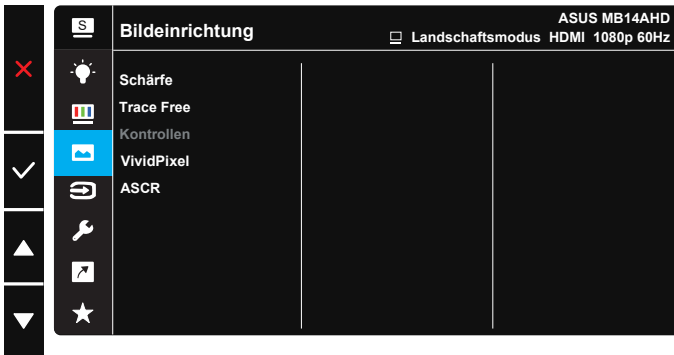 S
Bildeinrichtung
ASUS MB14AHD
Landschaftsmodus HDMI 1080p 60Hz
Schärfe
Trace Free
Kontrollen
VividPixel
ASCR